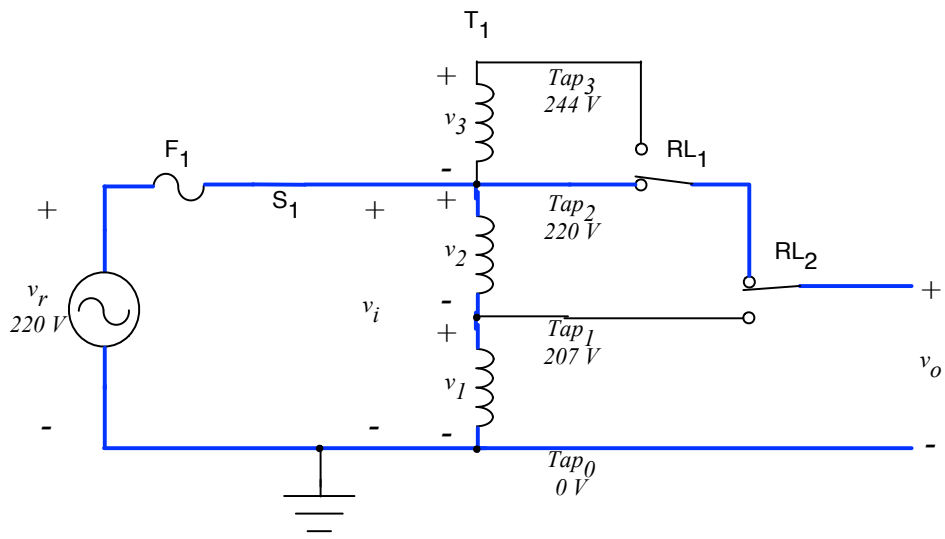 T1
+
Tap3
244 V
v3
F1
RL1
-
S1
+
+
+
Tap2
220 V
v2
RL2
vr
220 V
vi
-
+
+
Tap1
207 V
v1
vo
-
-
-
-
Tap0
0 V